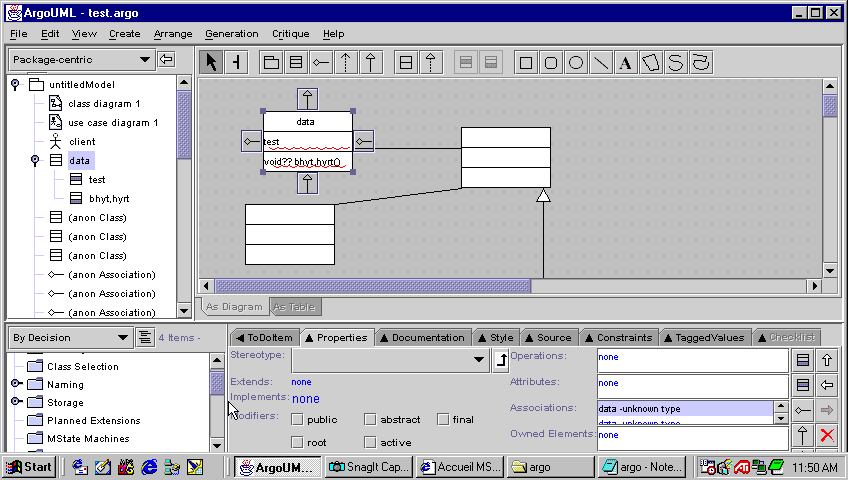 ArgoUML - test.argo
File Edit View Create Arrange Generation Critique Help
Package-centric
A
untitledModel
class diagram 1
use case diagram 1
client
data
test
bhyt,hyrt
(anon Class)
(anon Class)
(anon Class)
(anon Association)
(anon Association)
(anon Association)
data
test
void?? bhyt,hyrt()
As Diagram As Table
By Decision
4 Items -
Class Selection
Naming
Storage
Planned Extensions
MState Machines
ToDoItem Properties Documentation Style Source Constraints TaggedValues Checklist
Stereotype:
Extends: none
Implements: none
Modifiers: public abstract final
root active
Operations: none
Attributes: none
Associations: data -unknown type
data -unknown type
Owned Elements: none
Start ArgoUM... SnagIt Cap... Accueil MS... argo argo - Note... 11:50 AM